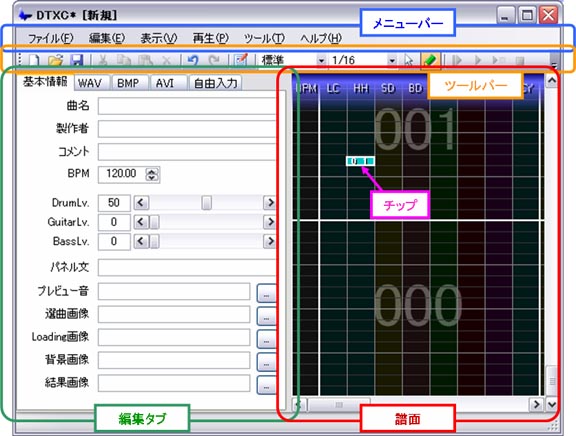 DTXC* [新規]
メニューバー
ファイル(F) 編集(E) 表示(V) 再生(P) ツール(T) ヘルプ(H)
標準 1/16
ツールバー
基本情報 WAV BMP AVI 自由入力
曲名
製作者
コメント
BPM 120.00
DrumLv. 50
GuitarLv. 0
BassLv. 0
パネル文
プレビュー音 ...
選曲画像 ...
Loading画像 ...
背景画像 ...
結果画像 ...
BPM LC HH SD BD CY
001
チップ
000
編集タブ
譜面